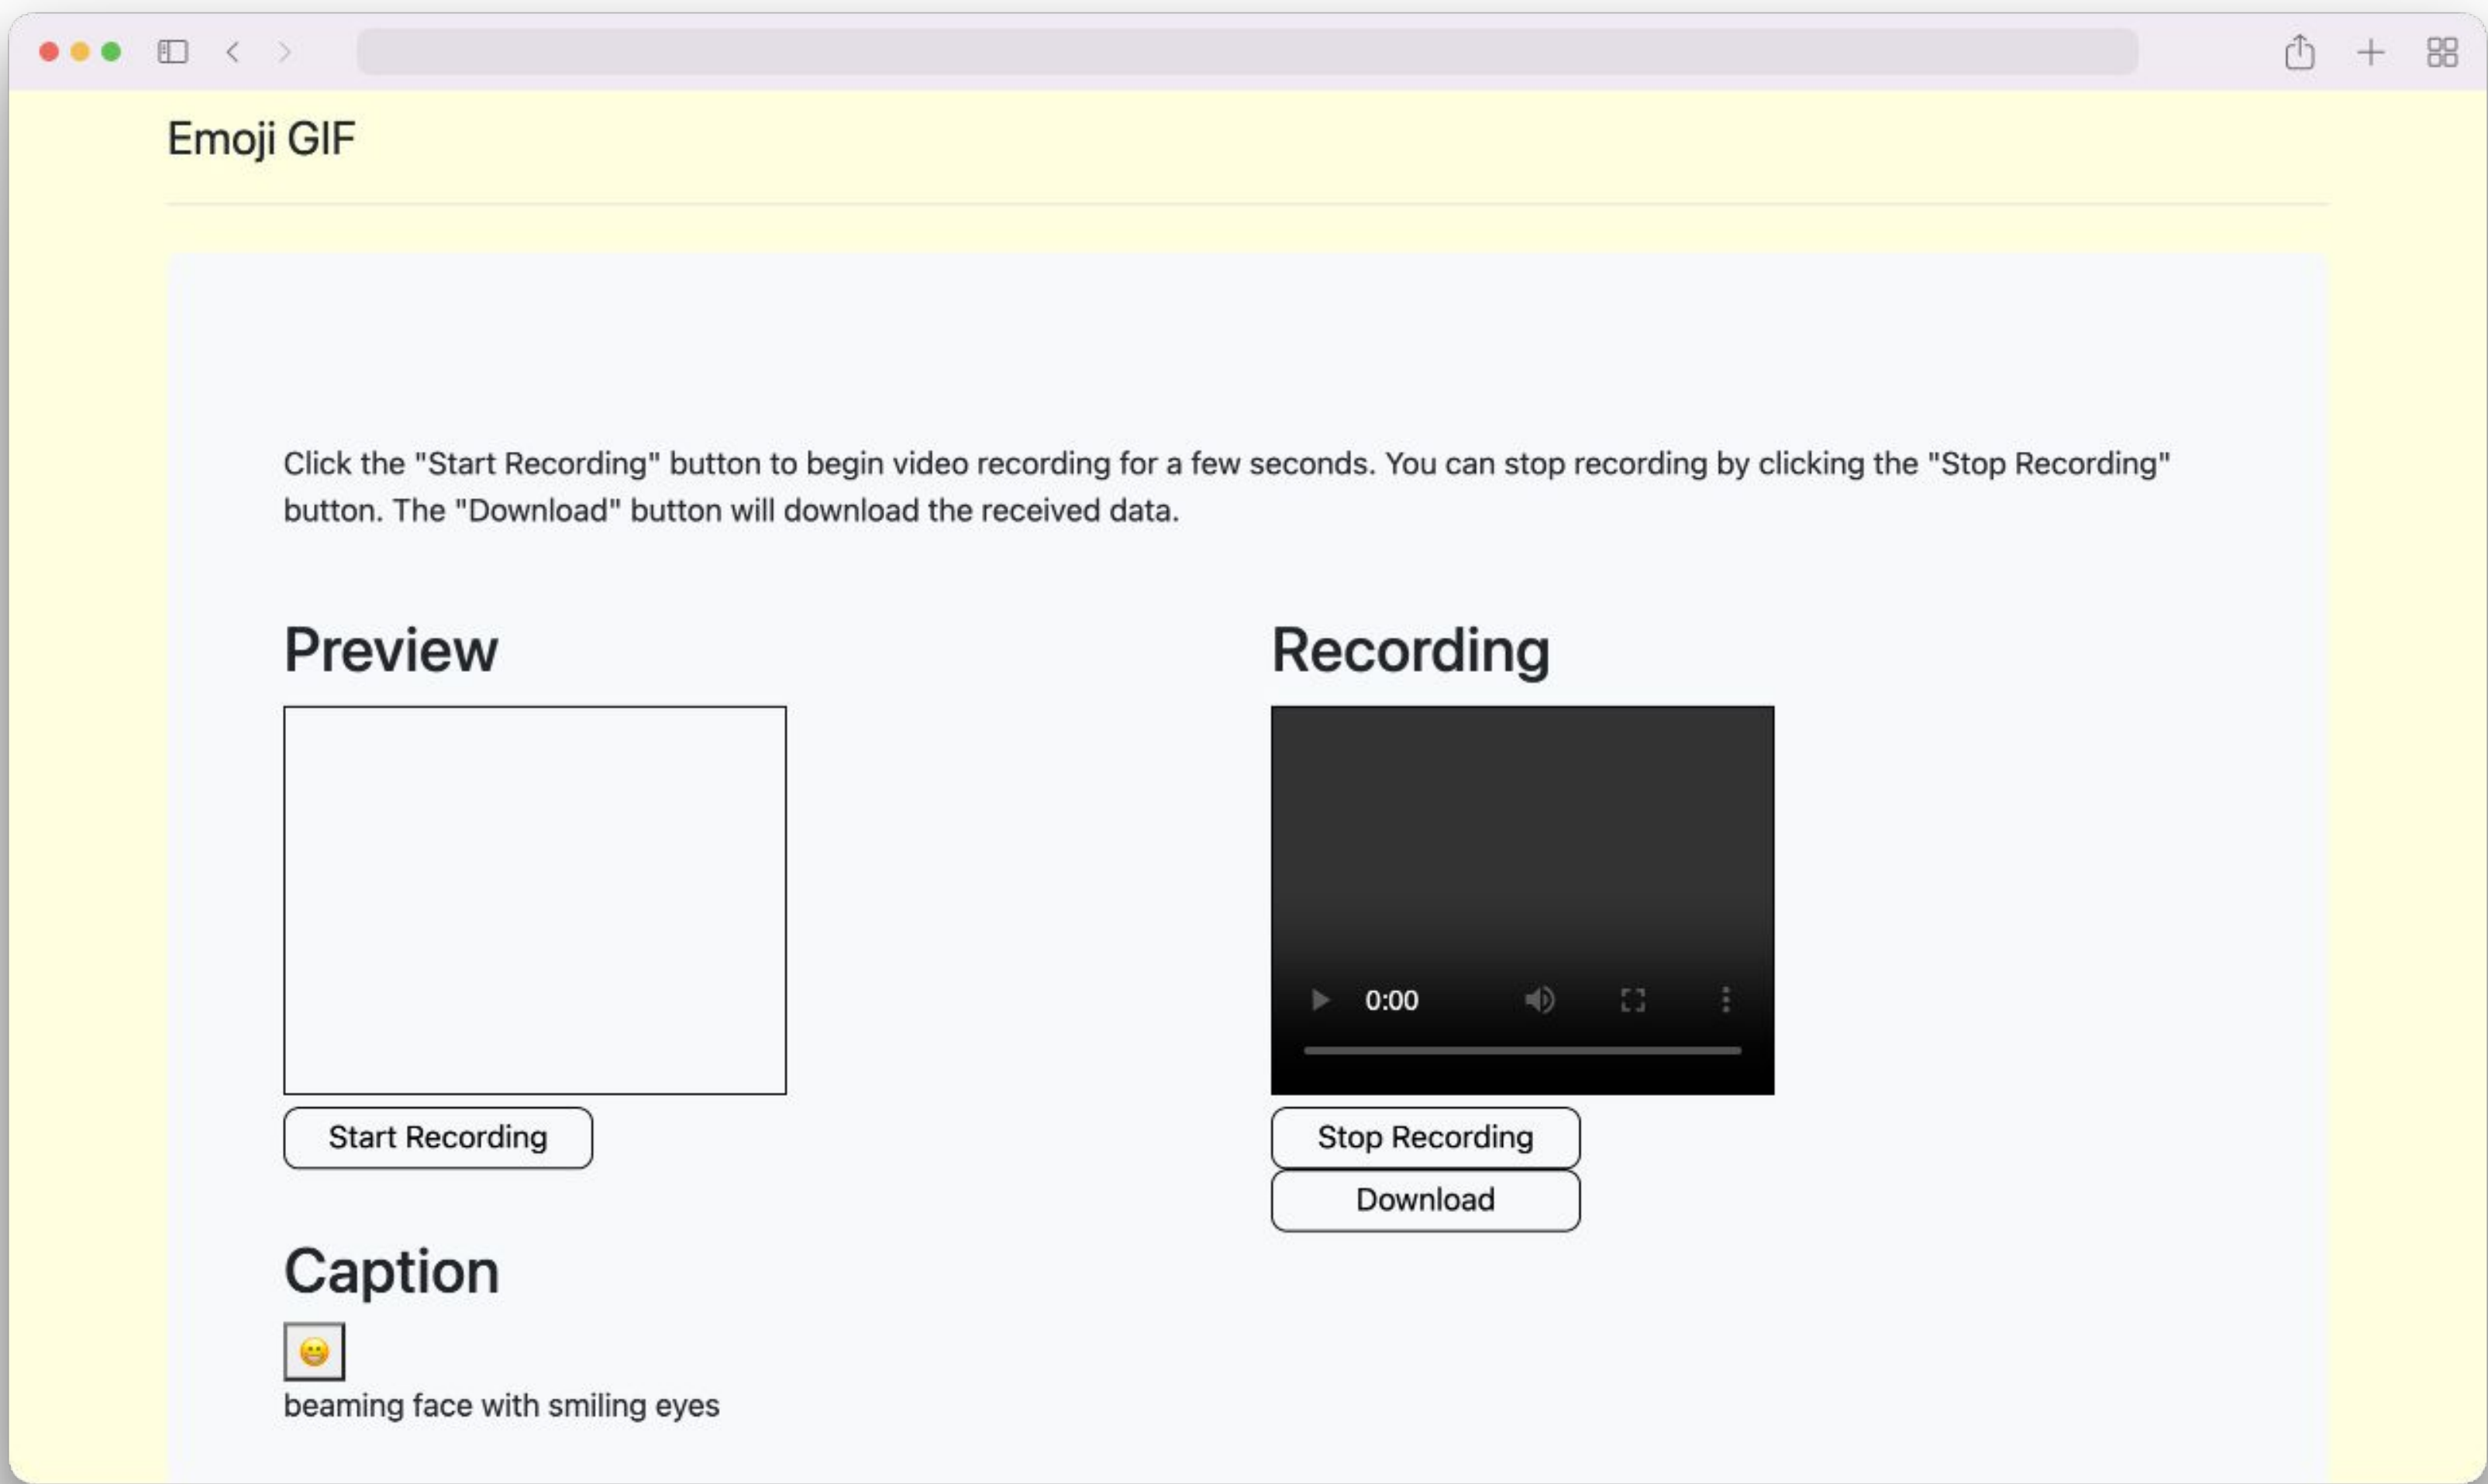 Emoji GIF
Click the "Start Recording" button to begin video recording for a few seconds. You can stop recording by clicking the "Stop Recording"
button. The "Download" button will download the received data.
Preview
Recording
0:00
Start Recording
Stop Recording
Download
Caption
😀
beaming face with smiling eyes